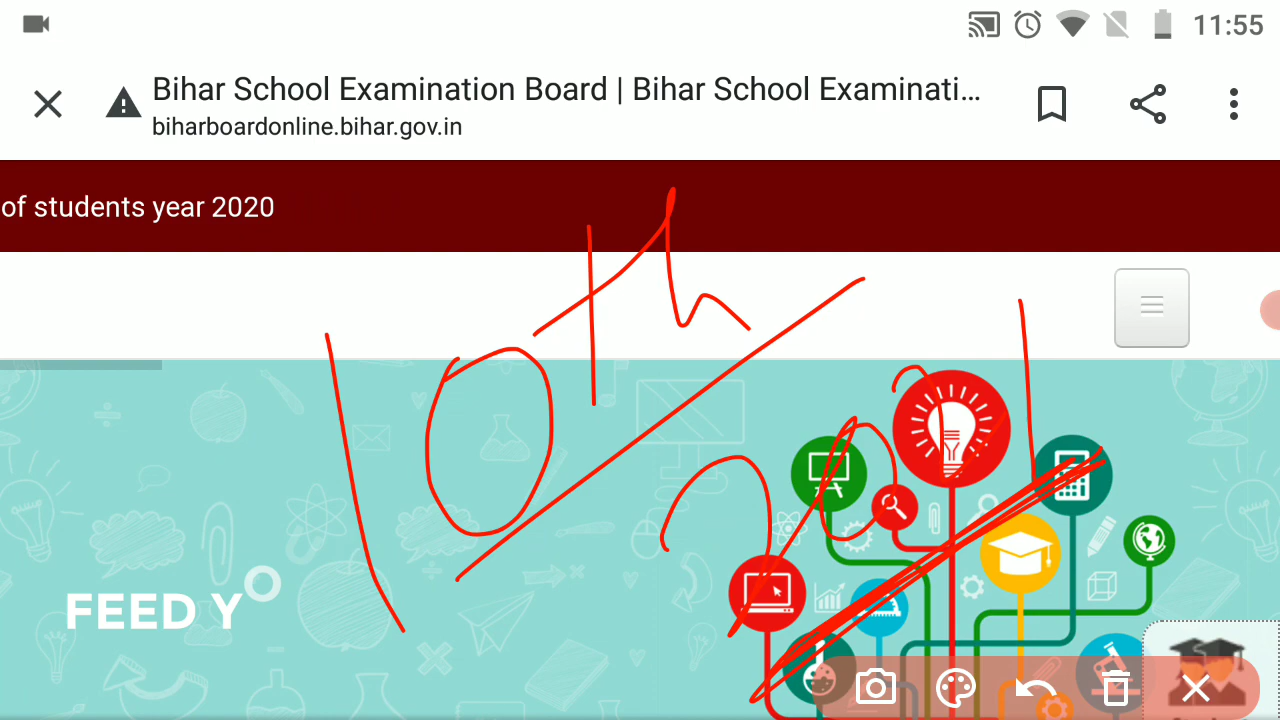 11:55
Bihar School Examination Board | Bihar School Examinati...
biharboardonline.bihar.gov.in
of students year 2020
10th
2021
FEED Y